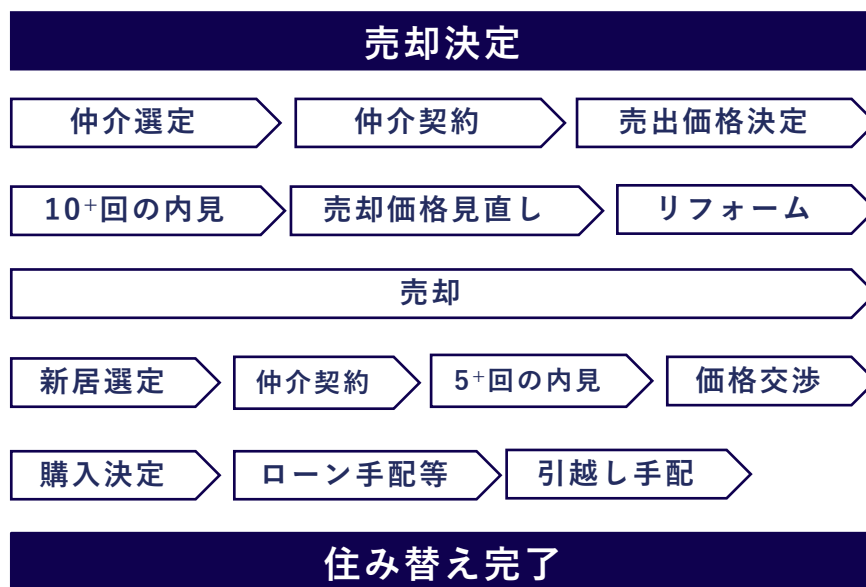 売却決定
仲介選定 仲介契約 売出価格決定
10⁺回の内見 売却価格見直し リフォーム
売却
新居選定 仲介契約 5⁺回の内見 価格交渉
購入決定 ローン手配等 引越し手配
住み替え完了